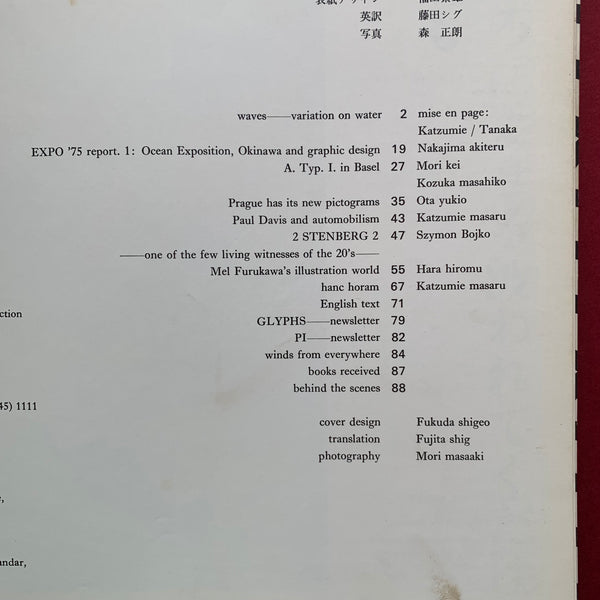 英訳 藤田シグ
写真 森 正朗
waves——variation on water 2 mise en page:
Katzumie / Tanaka
EXPO '75 report. 1: Ocean Exposition, Okinawa and graphic design 19 Nakajima akiteru
A. Typ. I. in Basel 27 Mori kei
Kozuka masahiko
Prague has its new pictograms 35 Ota yukio
Paul Davis and automobilism 43 Katzumie masaru
2 STENBERG 2 47 Szymon Bojko
——one of the few living witnesses of the 20's——
Mel Furukawa's illustration world 55 Hara hiromu
hanc horam 67 Katzumie masaru
English text 71
GLYPHS——newsletter 79
PI——newsletter 82
winds from everywhere 84
books received 87
behind the scenes 88
cover design Fukuda shigeo
translation Fujita shig
photography Mori masaaki
ction
45) 1111
andar,